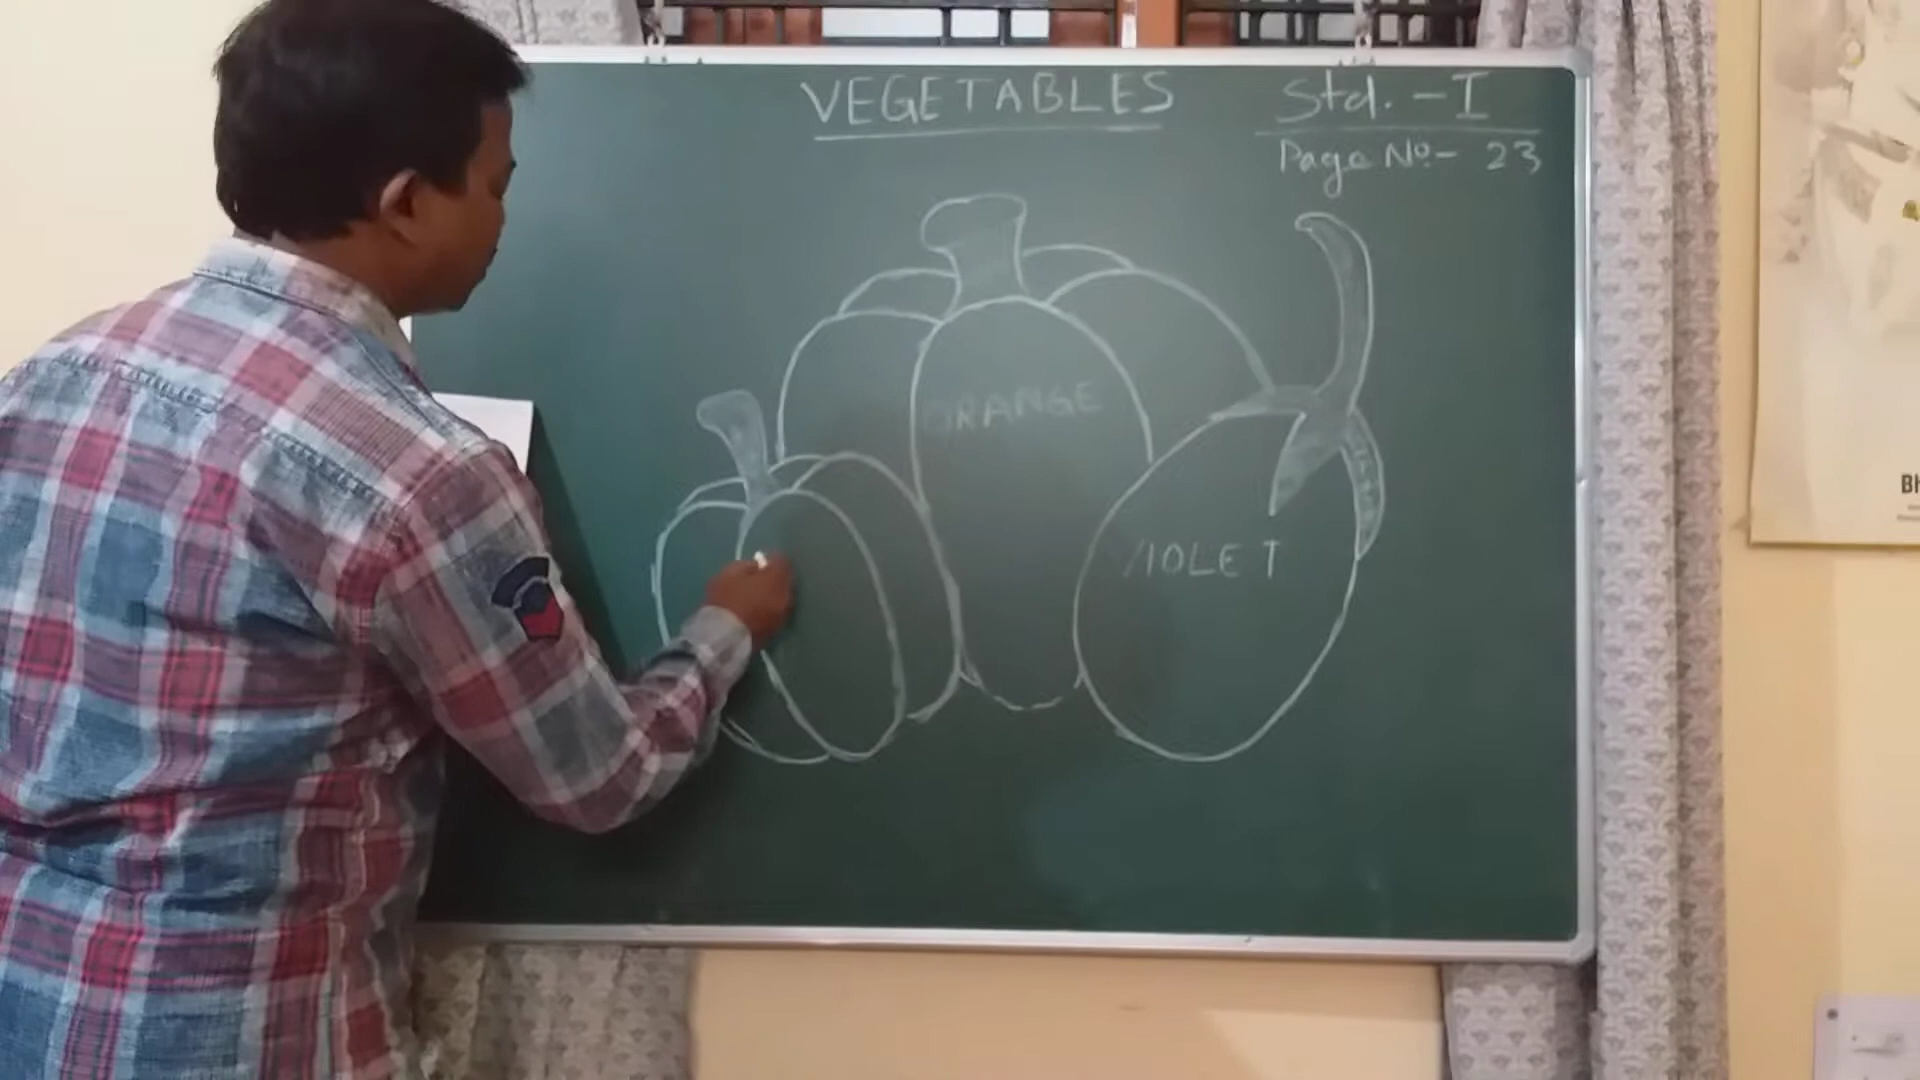 VEGETABLES
Std. - I
Page No - 23
ORANGE
VIOLET